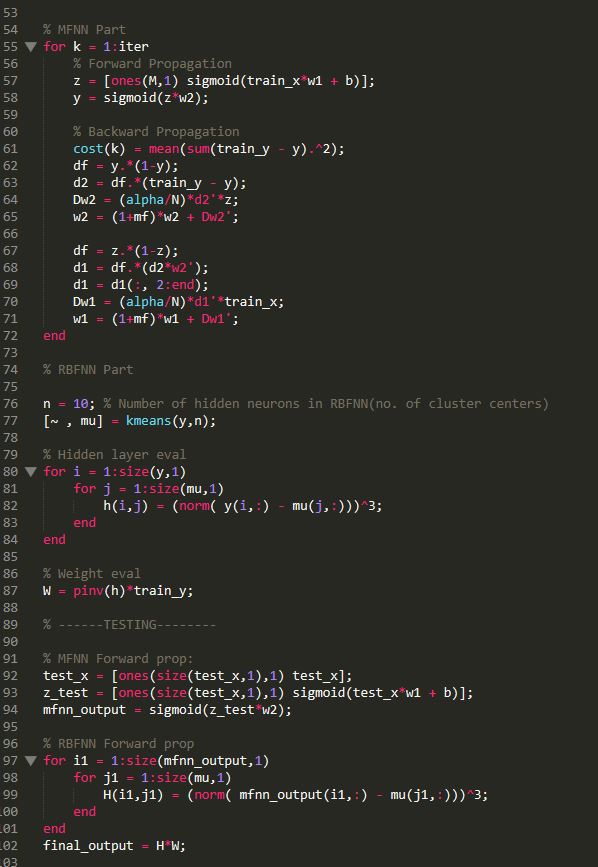 53
54 % MFNN Part
55 for k = 1:iter
56 % Forward Propagation
57 z = [ones(M,1) sigmoid(train_x*w1 + b)];
58 y = sigmoid(z*w2);
59
60 % Backward Propagation
61 cost(k) = mean(sum(train_y - y).^2);
62 df = y.*(1-y);
63 d2 = df.*(train_y - y);
64 Dw2 = (alpha/N)*d2'*z;
65 w2 = (1+mf)*w2 + Dw2';
66
67 df = z.*(1-z);
68 d1 = df.*(d2*w2');
69 d1 = d1(:, 2:end);
70 Dw1 = (alpha/N)*d1'*train_x;
71 w1 = (1+mf)*w1 + Dw1';
72 end
73
74 % RBFNN Part
75
76 n = 10; % Number of hidden neurons in RBFNN(no. of cluster centers)
77 [~ , mu] = kmeans(y,n);
78
79 % Hidden layer eval
80 for i = 1:size(y,1)
81 for j = 1:size(mu,1)
82 h(i,j) = (norm( y(i,:) - mu(j,:)))^3;
83 end
84 end
85
86 % Weight eval
87 W = pinv(h)*train_y;
88
89 % ------TESTING--------
90
91 % MFNN Forward prop:
92 test_x = [ones(size(test_x,1),1) test_x];
93 z_test = [ones(size(test_x,1),1) sigmoid(test_x*w1 + b)];
94 mfnn_output = sigmoid(z_test*w2);
95
96 % RBFNN Forward prop
97 for i1 = 1:size(mfnn_output,1)
98 for j1 = 1:size(mu,1)
99 H(i1,j1) = (norm( mfnn_output(i1,:) - mu(j1,:)))^3;
100 end
101 end
102 final_output = H*W;
103